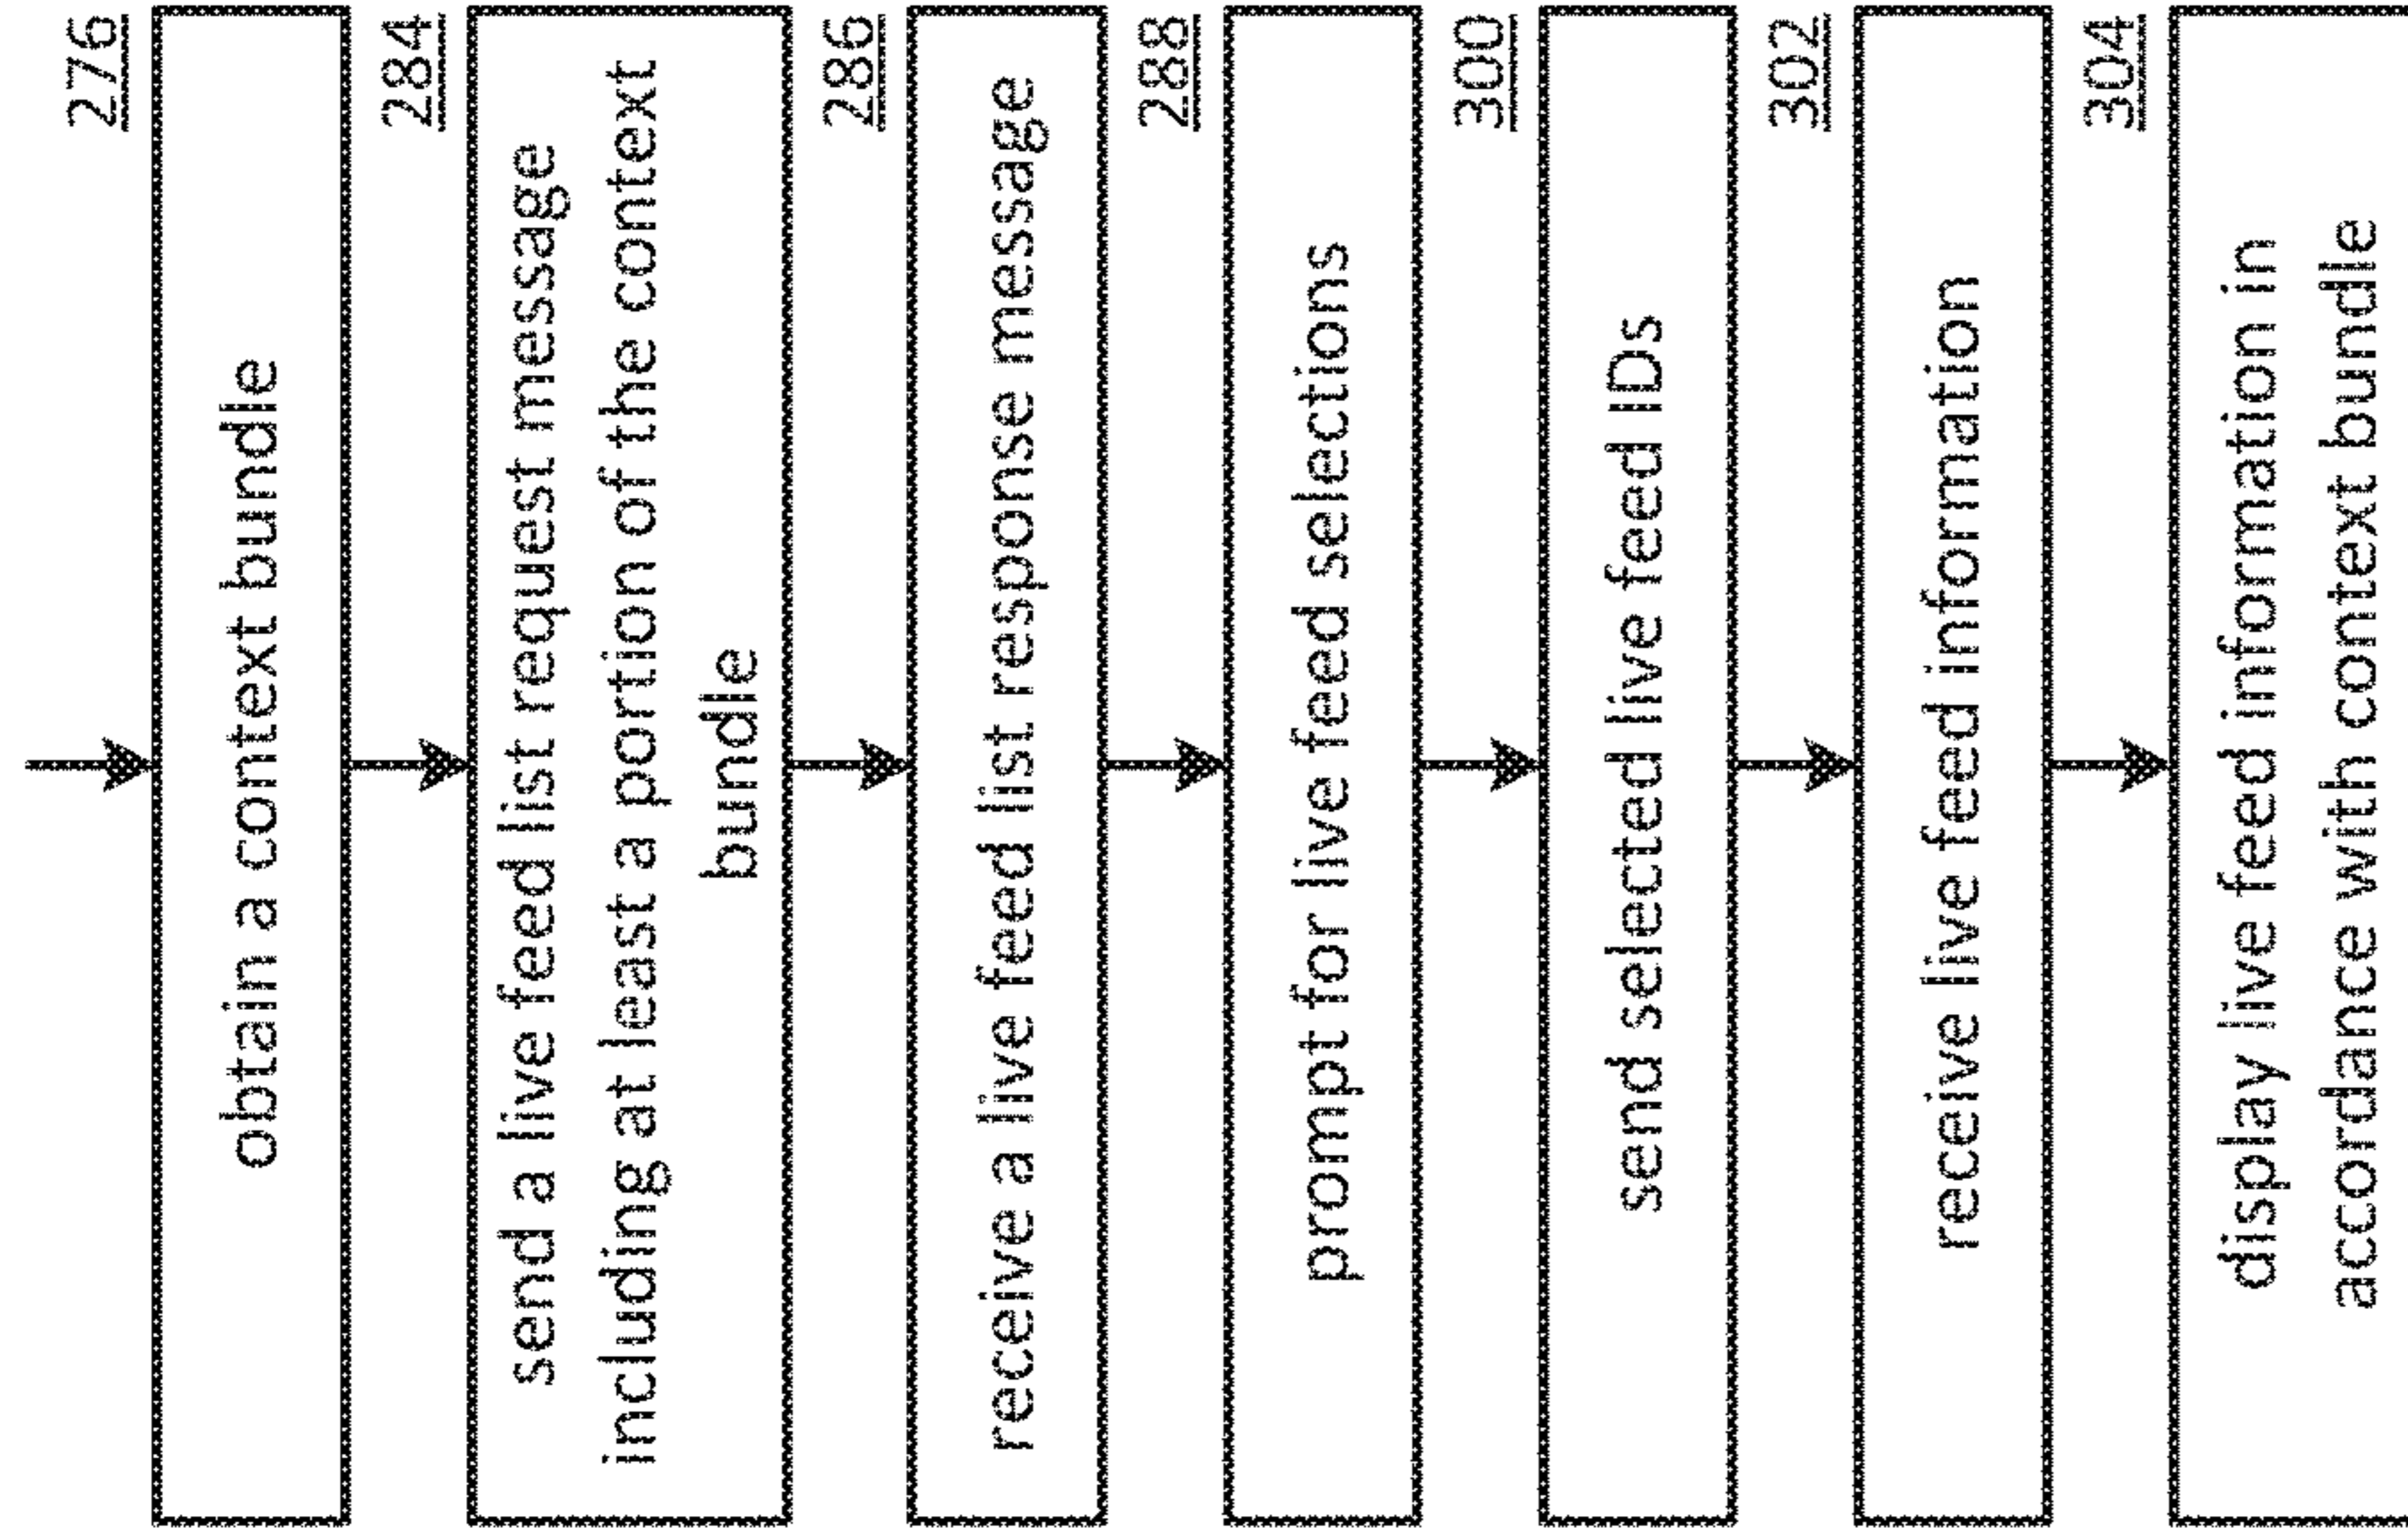 276
obtain a context bundle
284
send a live feed list request message
including at least a portion of the context
bundle
286
receive a live feed list response message
288
prompt for live feed selections
300
send selected live feed IDs
302
receive live feed information
304
display live feed information in
accordance with context bundle